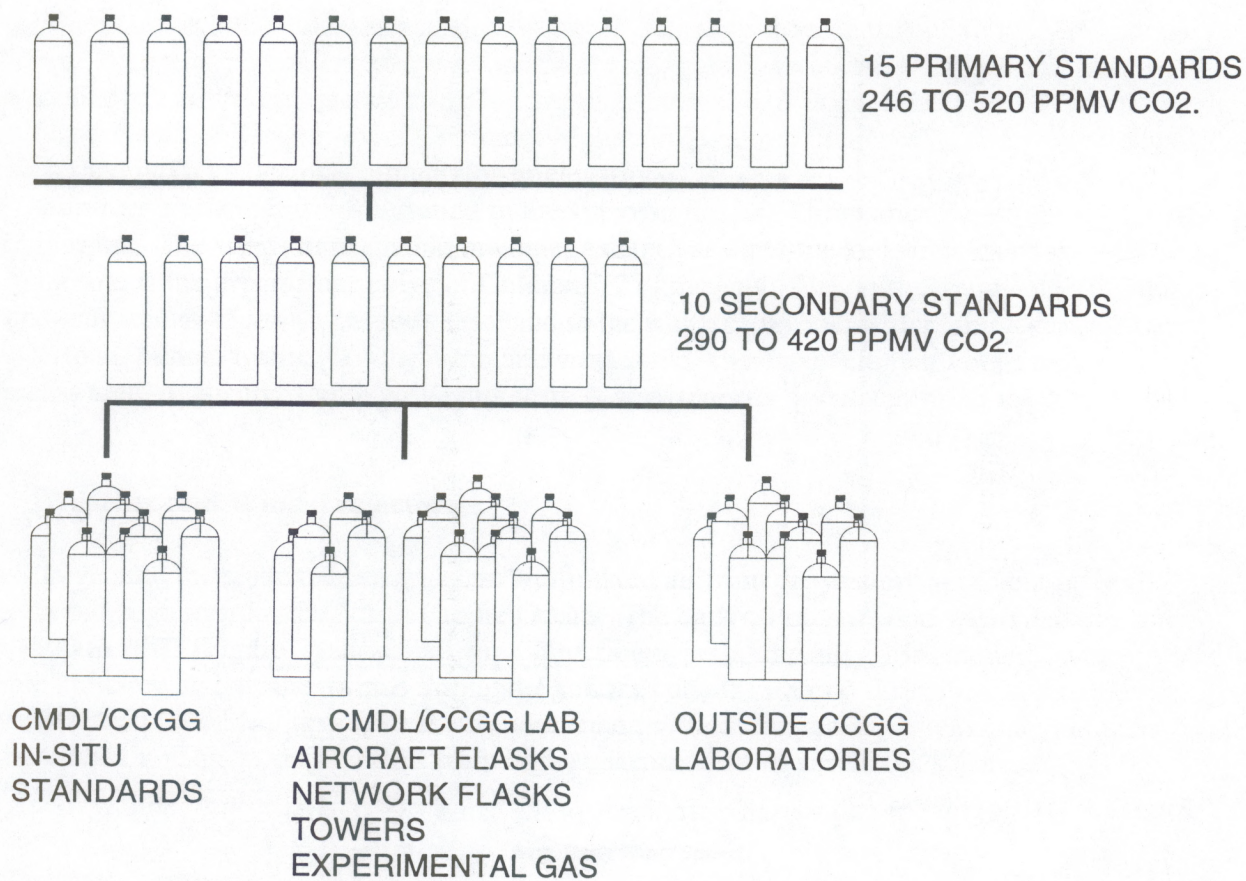 15 PRIMARY STANDARDS
246 TO 520 PPMV CO2.
10 SECONDARY STANDARDS
290 TO 420 PPMV CO2.
CMDL/CCGG
IN-SITU
STANDARDS
CMDL/CCGG LAB
AIRCRAFT FLASKS
NETWORK FLASKS
TOWERS
EXPERIMENTAL GAS
OUTSIDE CCGG
LABORATORIES